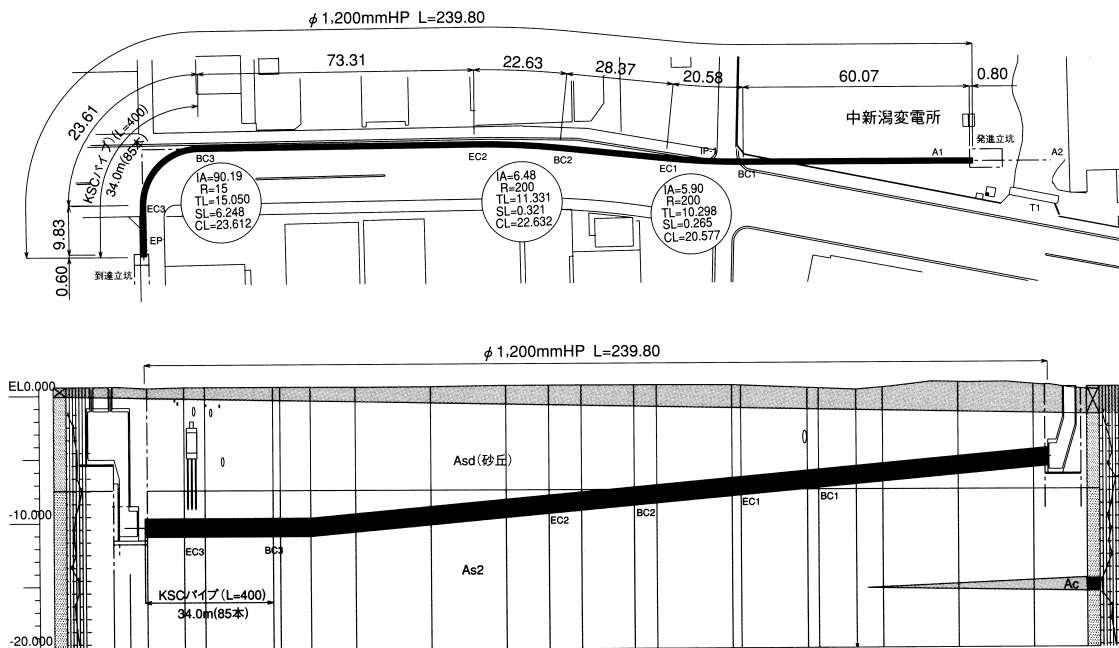 φ1,200mmHP L=239.80
73.31
22.63
28.37
20.58
60.07
0.80
23.61
KSCパイプ(L=400)
34.0m(85本)
中新潟変電所
発進立坑
A1
A2
IP-1
BC3
EC2
BC2
EC1
BC1
T1
IA=90.19
R=15
TL=15.050
SL=6.248
CL=23.612
IA=6.48
R=200
TL=11.331
SL=0.321
CL=22.632
IA=5.90
R=200
TL=10.298
SL=0.265
CL=20.577
EC3
9.83
EP
到達立坑
0.60
φ1,200mmHP L=239.80
EL0.000
Asd(砂丘)
-10.000
EC3
BC3
EC2
BC2
EC1
BC1
As2
Ac
KSCパイプ(L=400)
34.0m(85本)
-20.000